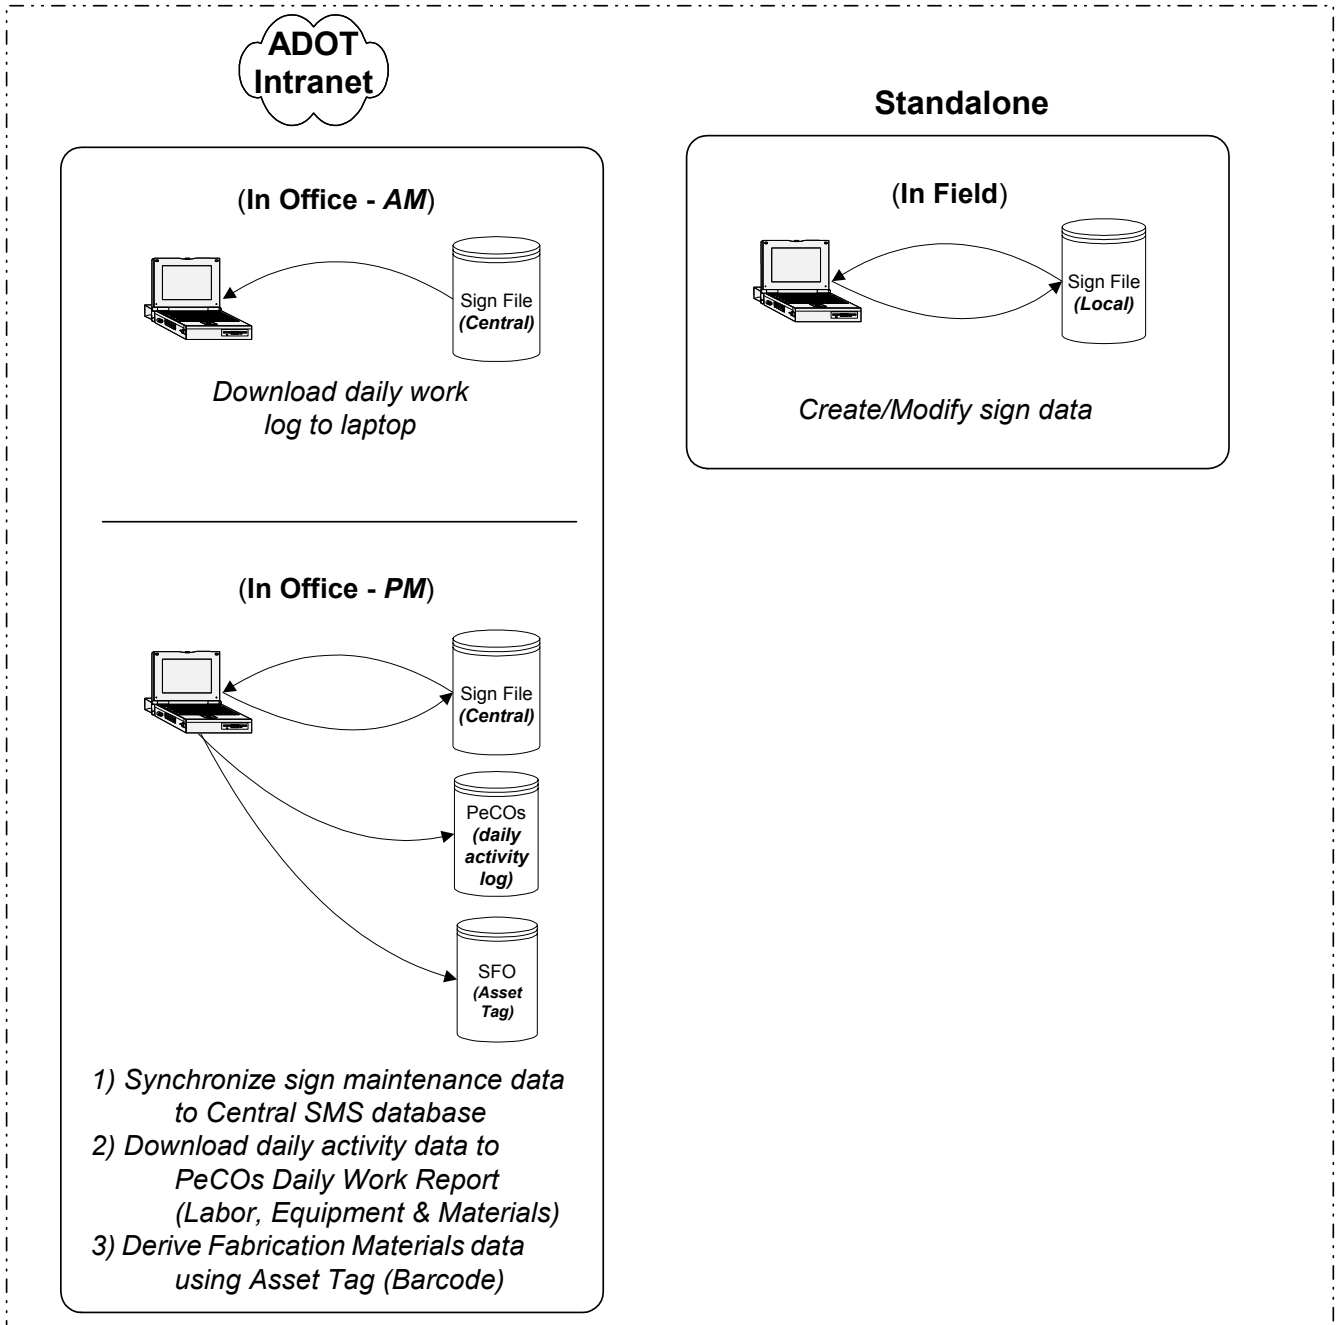 ADOT
Intranet
Standalone
(In Office - AM)
Sign File
(Central)
Download daily work
log to laptop
(In Field)
Sign File
(Local)
Create/Modify sign data
(In Office - PM)
Sign File
(Central)
PeCOs
(daily
activity
log)
SFO
(Asset
Tag)
1) Synchronize sign maintenance data
to Central SMS database
2) Download daily activity data to
PeCOs Daily Work Report
(Labor, Equipment & Materials)
3) Derive Fabrication Materials data
using Asset Tag (Barcode)